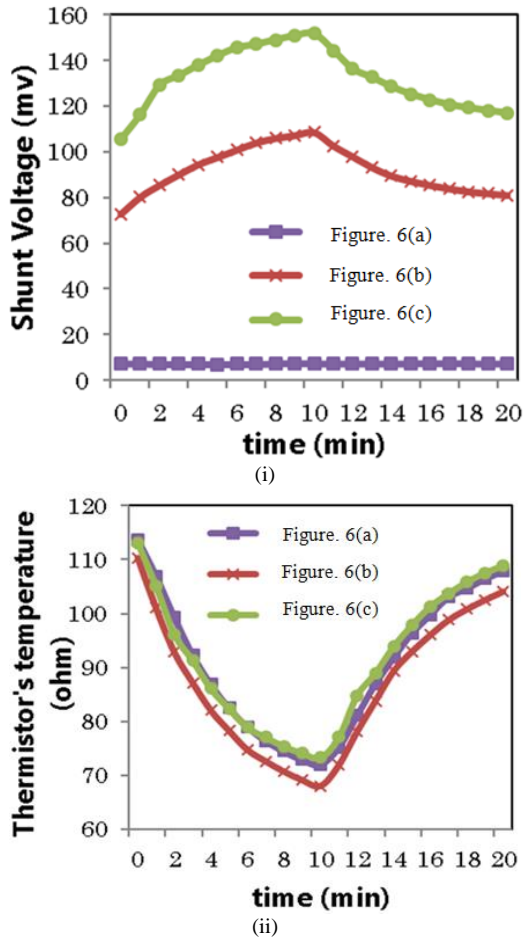 160
140
120
100
80
60
40
20
0
Shunt Voltage (mv)
Figure. 6(a)
Figure. 6(b)
Figure. 6(c)
0 2 4 6 8 10 12 14 16 18 20
time (min)
(i)
120
110
100
90
80
70
60
Thermistor's temperature
(ohm)
Figure. 6(a)
Figure. 6(b)
Figure. 6(c)
0 2 4 6 8 10 12 14 16 18 20
time (min)
(ii)